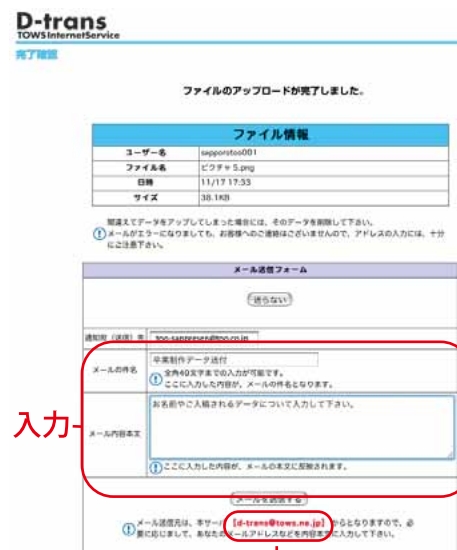 D-trans
TOWS InternetService
完了確認
ファイルのアップロードが完了しました。
ファイル情報
ユーザー名 sapporotoo001
ファイル名 ピクチャ 5.png
日時 11/17 17:33
サイズ 38.1KB
間違えてデータをアップしてしまった場合には、そのデータを削除して下さい。
メールがエラーになりましても、お客様へのご連絡はございませんので、アドレスの入力には、十分
にご注意下さい。
メール送信フォーム
送らない
通知宛（送信）先
メールの件名 卒業制作データ送付
全角40文字までの入力が可能です。
ここに入力した内容が、メールの件名となります。
入力
メール内容本文 お名前やご入稿されるデータについて入力して下さい。
ここに入力した内容が、メールの本文に反映されます。
メールを送信する
メール送信元は、本サーバ [d-trans@tows.ne.jp] からとなりますので、必
要に応じまして、あなたのメールアドレスなどを内容本文に入力して下さい。